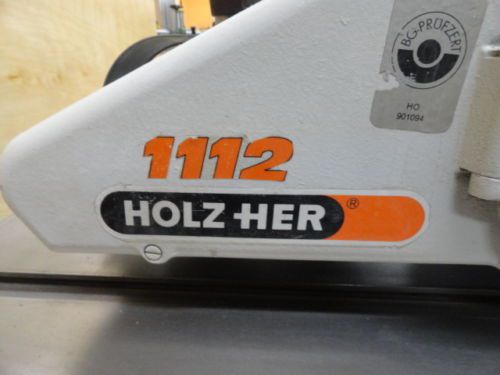 BG-PRÜFZERT
HO
901094
1112
HOLZ-HER®